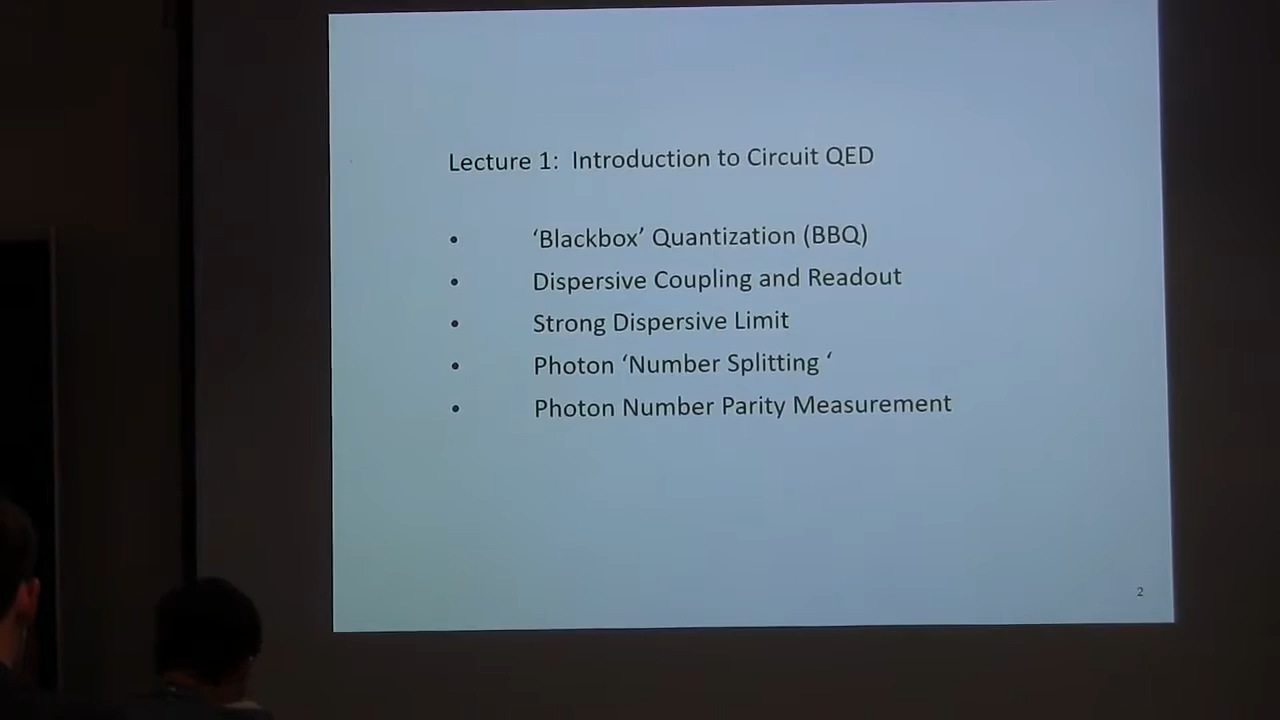 Lecture 1: Introduction to Circuit QED
• ‘Blackbox’ Quantization (BBQ)
• Dispersive Coupling and Readout
• Strong Dispersive Limit
• Photon ‘Number Splitting ‘
• Photon Number Parity Measurement
2